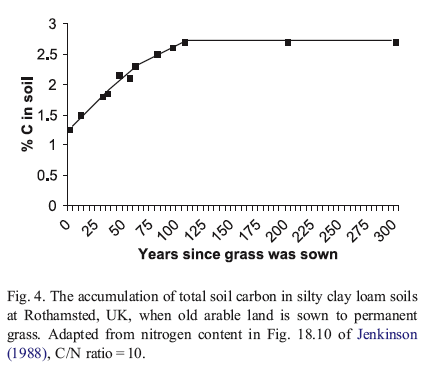 3
2.5
2
1.5
1
0.5
0
% C in soil
0 25 50 75 100 125 150 175 200 225 250 275 300
Years since grass was sown
Fig. 4. The accumulation of total soil carbon in silty clay loam soils
at Rothamsted, UK, when old arable land is sown to permanent
grass. Adapted from nitrogen content in Fig. 18.10 of Jenkinson
(1988), C/N ratio = 10.